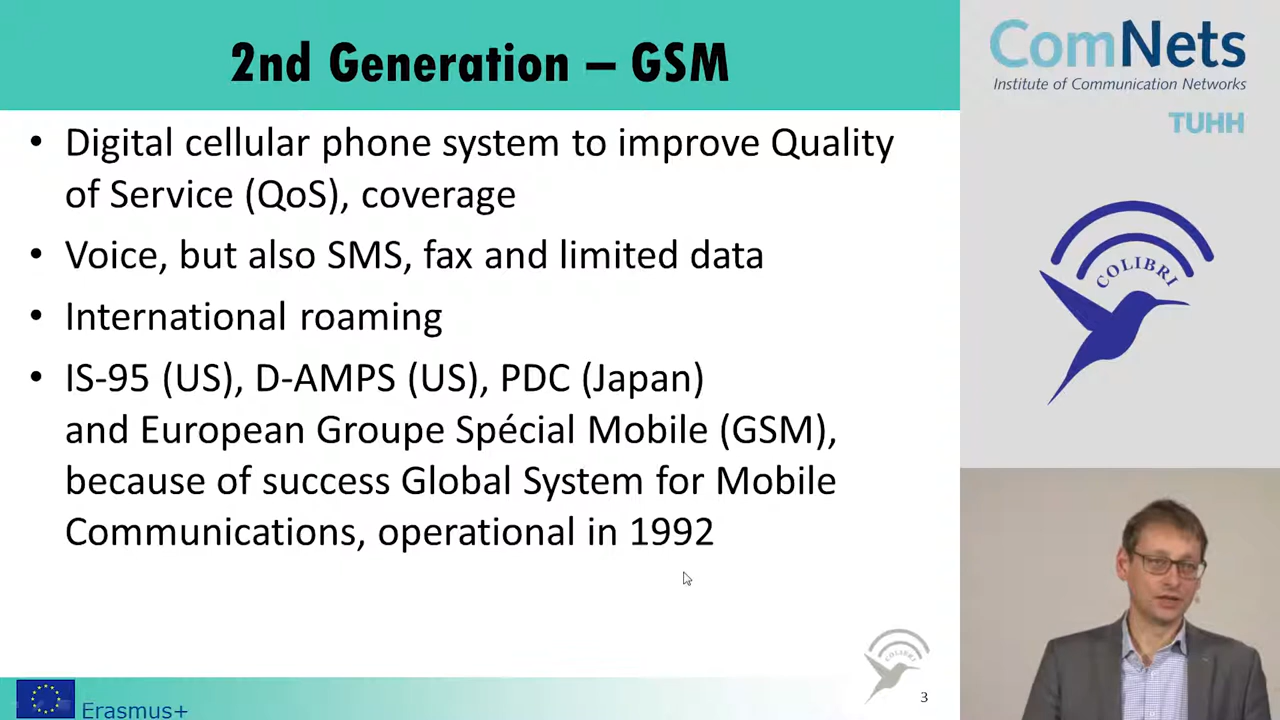 2nd Generation – GSM
• Digital cellular phone system to improve Quality
of Service (QoS), coverage
• Voice, but also SMS, fax and limited data
• International roaming
• IS-95 (US), D-AMPS (US), PDC (Japan)
and European Groupe Spécial Mobile (GSM),
because of success Global System for Mobile
Communications, operational in 1992
COLIBRI
3
Erasmus+
ComNets
Institute of Communication Networks
TUHH
COLIBRI